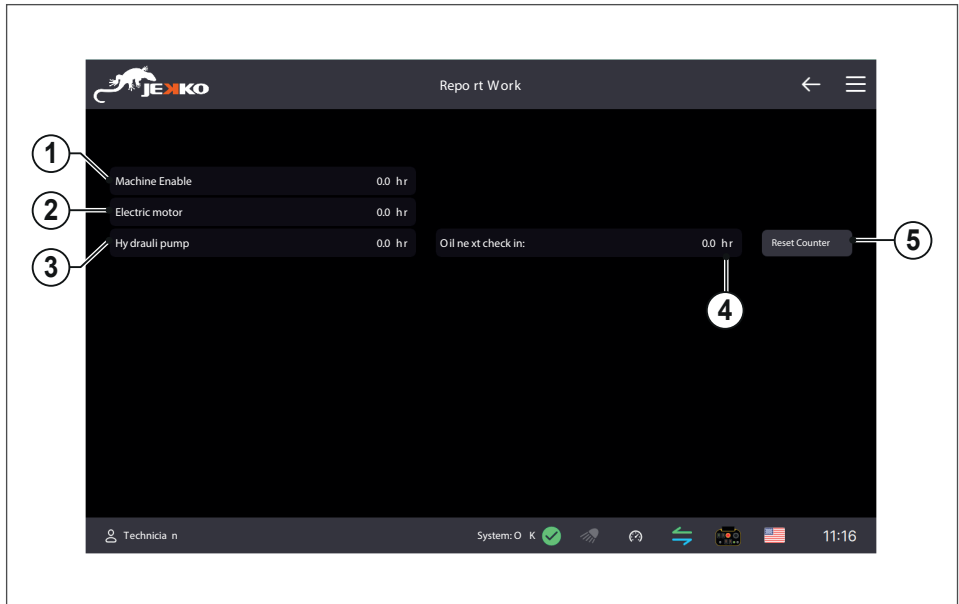 JEKKO
Repo rt Work
1
Machine Enable 0.0 hr
2
Electric motor 0.0 hr
3
Hy drauli pump 0.0 hr
Oil ne xt check in: 0.0 hr
Reset Counter
5
4
Technicia n
System: O K
11:16